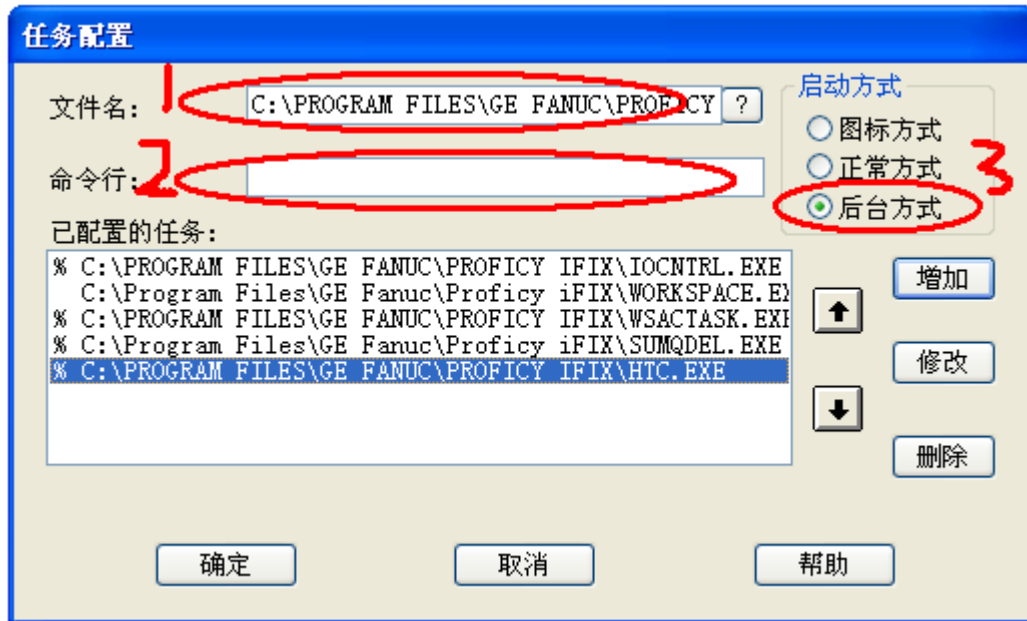 任务配置
1
文件名: C:\PROGRAM FILES\GE FANUC\PROFICY ?
启动方式
图标方式
2
命令行:
正常方式
3
后台方式
已配置的任务:
% C:\PROGRAM FILES\GE FANUC\PROFICY IFIX\IOCNTRL.EXE
C:\Program Files\GE Fanuc\Proficy iFIX\WORKSPACE.EX
% C:\PROGRAM FILES\GE FANUC\PROFICY IFIX\WSACTASK.EXE
% C:\Program Files\GE Fanuc\Proficy iFIX\SUMQDEL.EXE
% C:\PROGRAM FILES\GE FANUC\PROFICY IFIX\HTC.EXE
增加
修改
删除
确定 取消 帮助